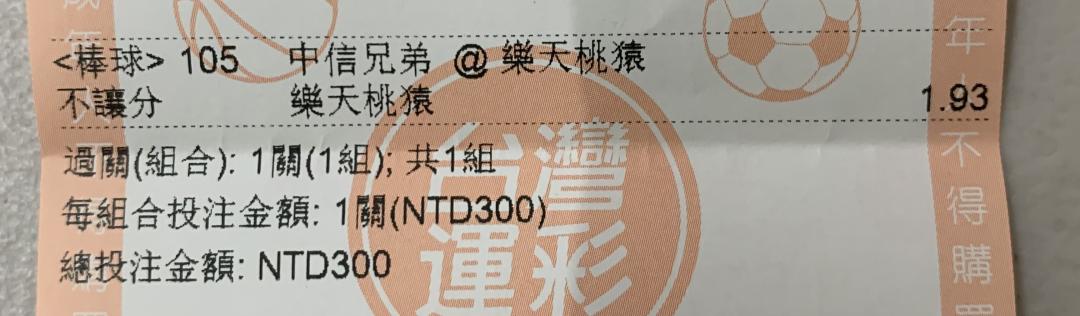 <棒球> 105 中信兄弟 @ 樂天桃猿
不讓分 樂天桃猿 1.93
過關(組合): 1關(1組); 共1組
每組合投注金額: 1關(NTD300)
總投注金額: NTD300
台灣
運彩
年
不得購